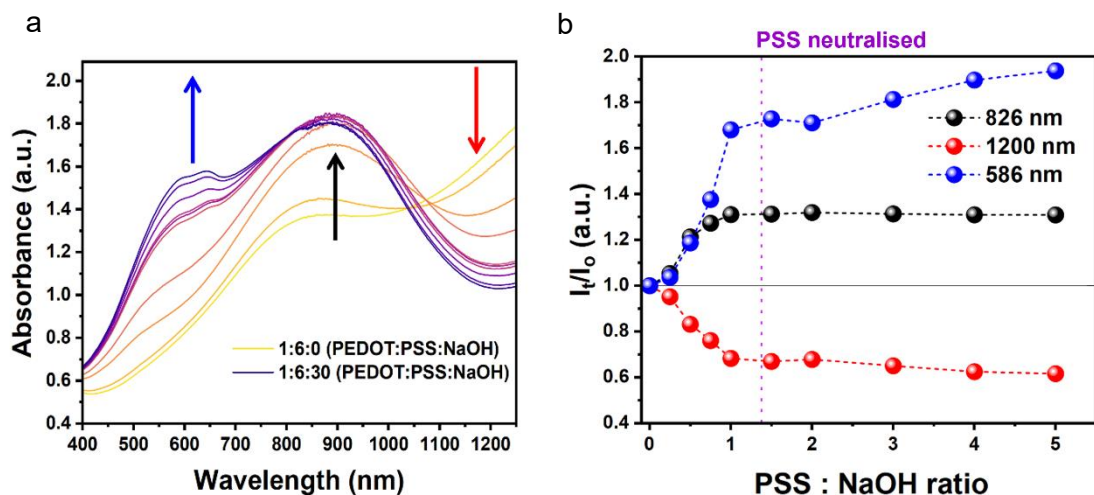 a
Absorbance (a.u.)
2.0
1.8
1.6
1.4
1.2
1.0
0.8
0.6
0.4
1:6:0 (PEDOT:PSS:NaOH)
1:6:30 (PEDOT:PSS:NaOH)
400 500 600 700 800 900 1000 1100 1200
Wavelength (nm)
b
PSS neutralised
Iₜ/Iₒ (a.u.)
2.0
1.8
1.6
1.4
1.2
1.0
0.8
0.6
0.4
826 nm
1200 nm
586 nm
0 1 2 3 4 5
PSS : NaOH ratio